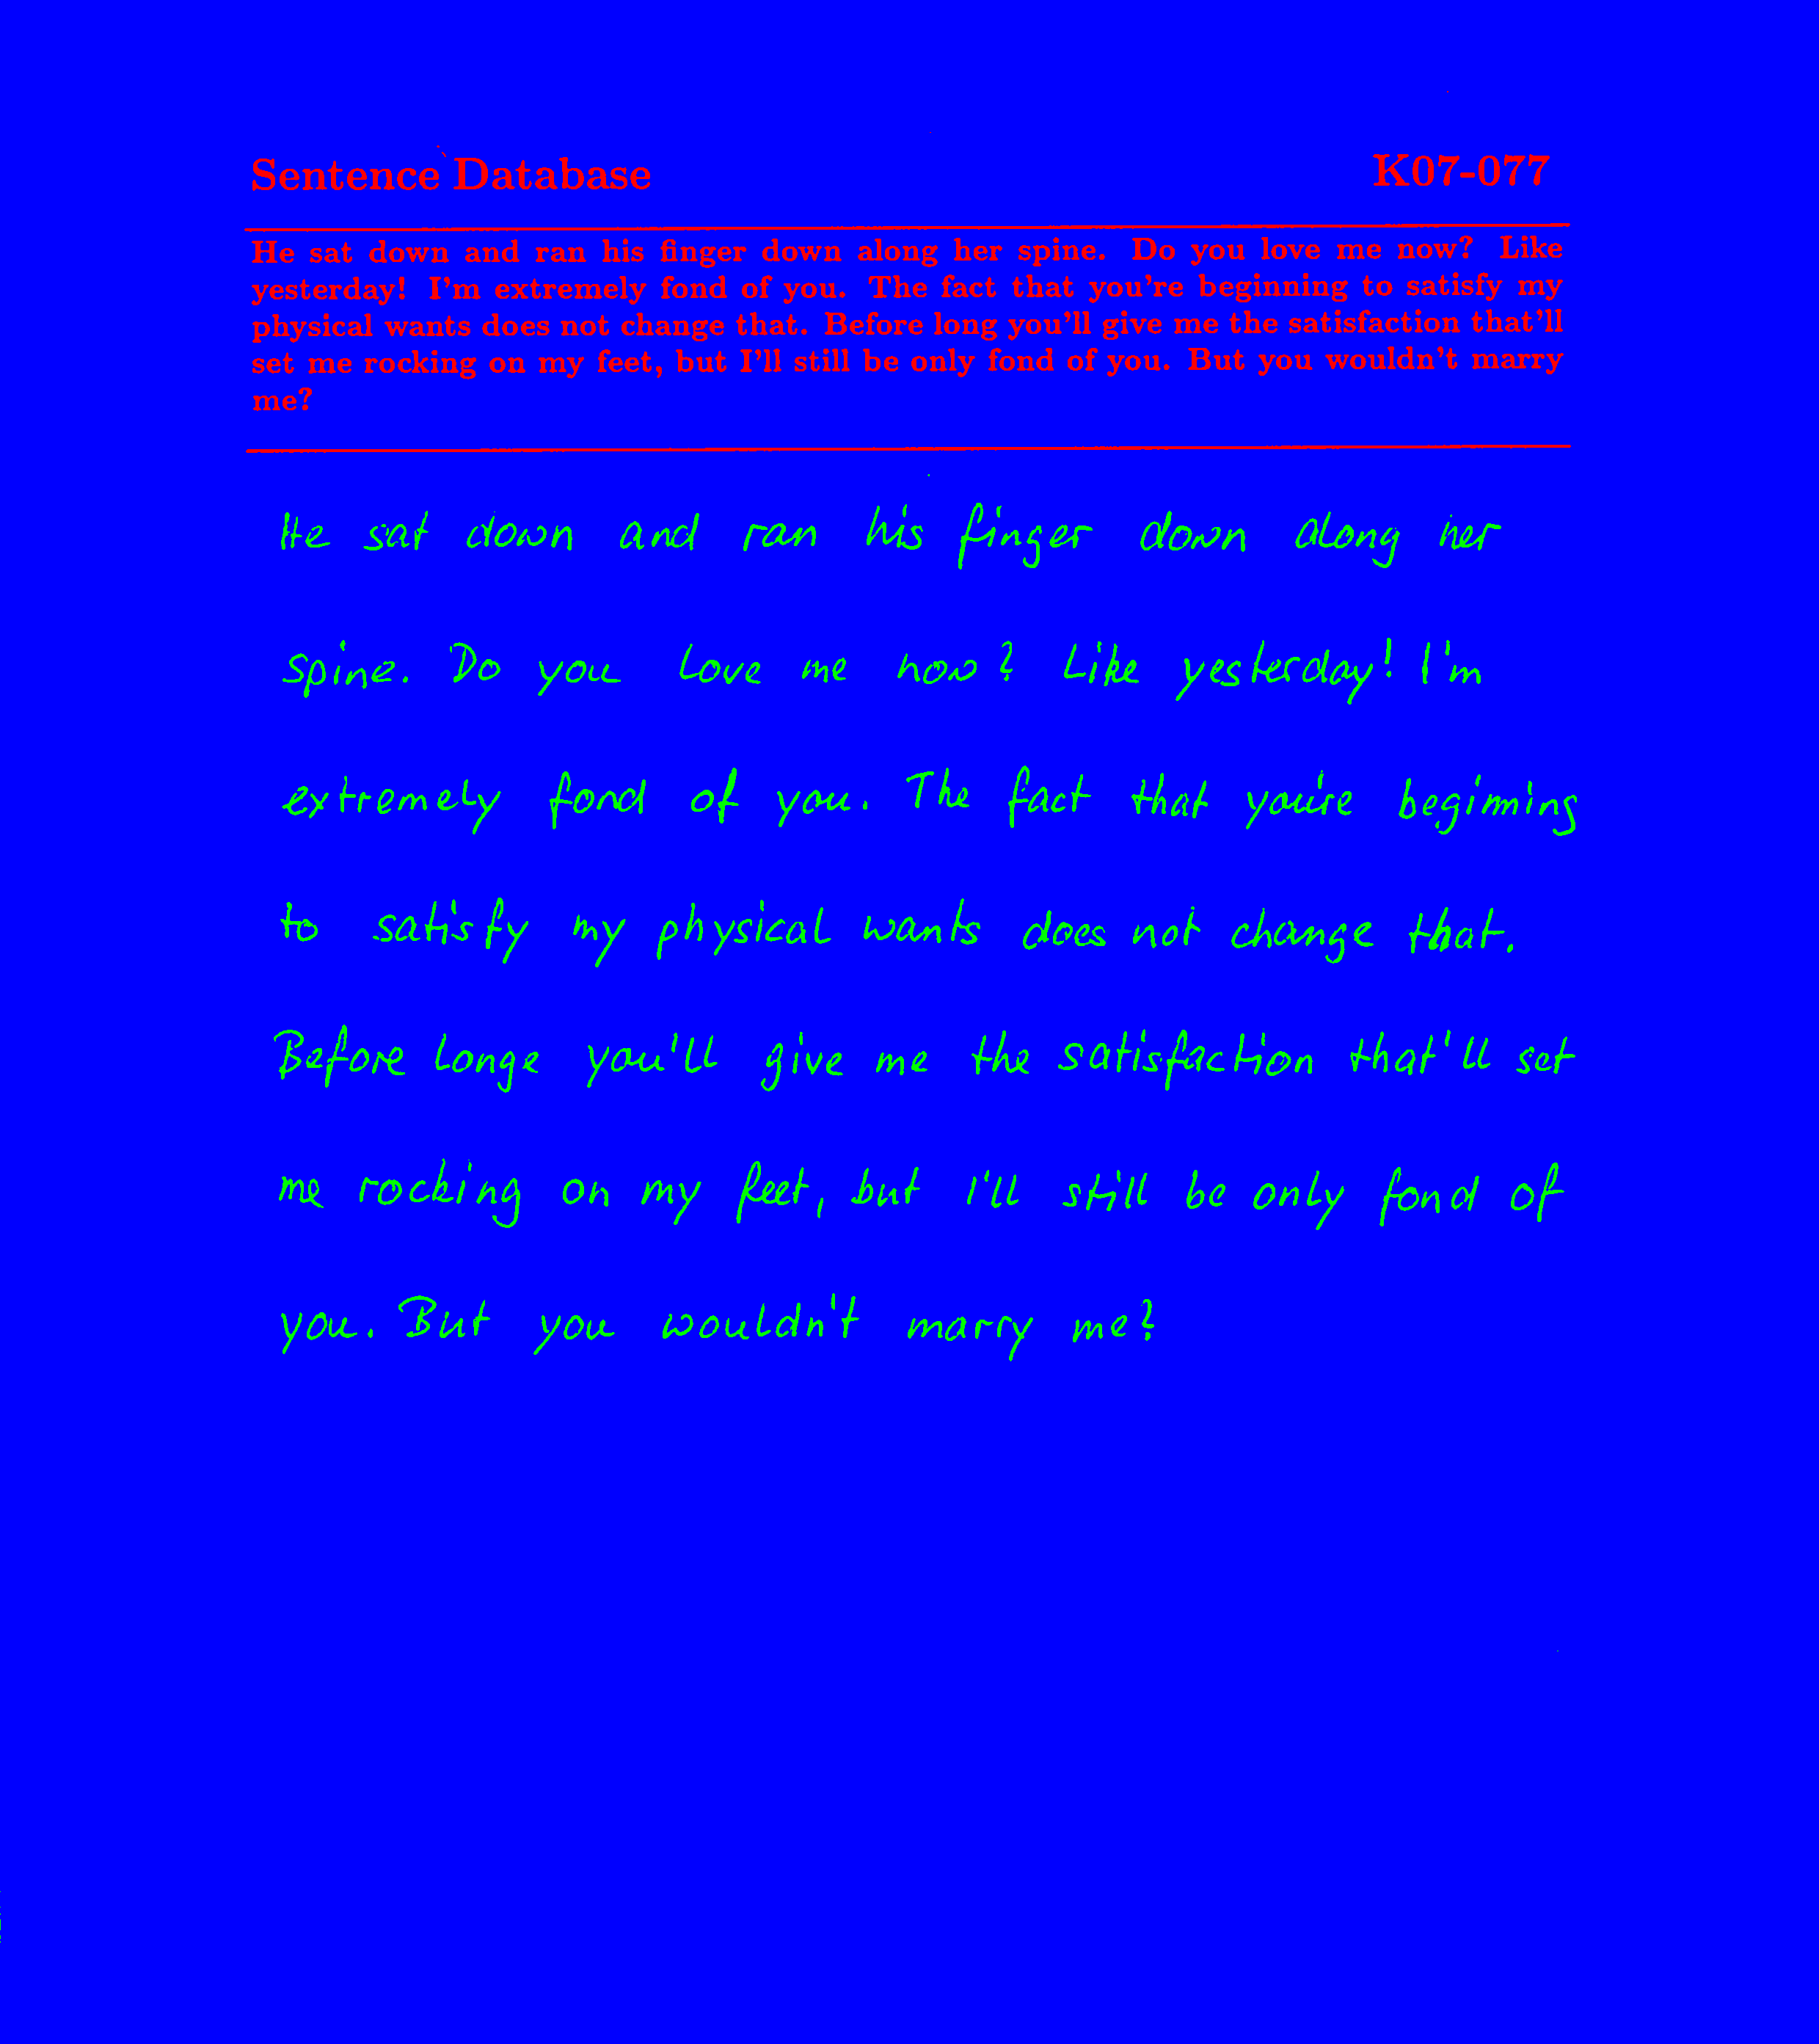 Sentence Database K07-077
He sat down and ran his finger down along her spine. Do you love me now? Like
yesterday! I'm extremely fond of you. The fact that you're beginning to satisfy my
physical wants does not change that. Before long you'll give me the satisfaction that'll
set me rocking on my feet, but I'll still be only fond of you. But you wouldn't marry
me?
He sat down and ran his finger down along her
spine. Do you love me now? Like yesterday! I'm
extremely fond of you. The fact that you're beginning
to satisfy my physical wants does not change that.
Before longe you'll give me the satisfaction that'll set
me rocking on my feet, but I'll still be only fond of
you. But you wouldn't marry me?